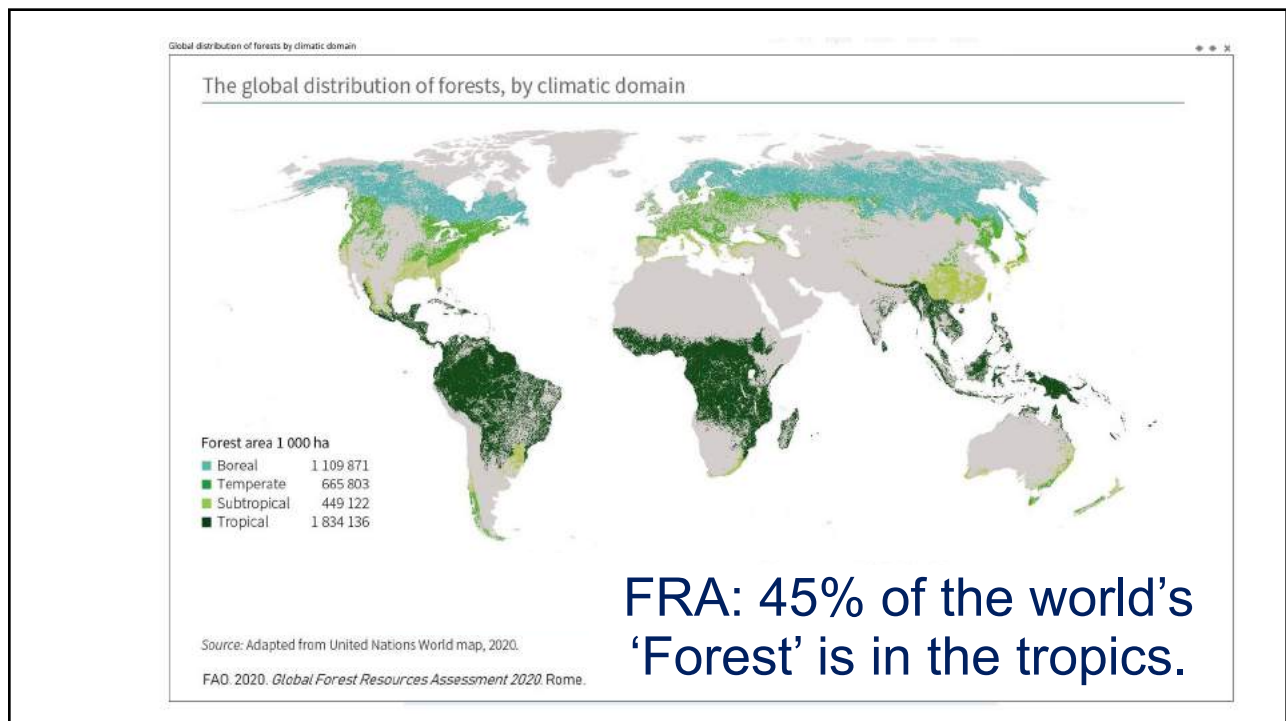 Global distribution of forests by climatic domain
The global distribution of forests, by climatic domain
Forest area 1 000 ha
Boreal 1 109 871
Temperate 665 803
Subtropical 449 122
Tropical 1 834 136
FRA: 45% of the world’s
‘Forest’ is in the tropics.
Source: Adapted from United Nations World map, 2020.
FAO. 2020. Global Forest Resources Assessment 2020. Rome.